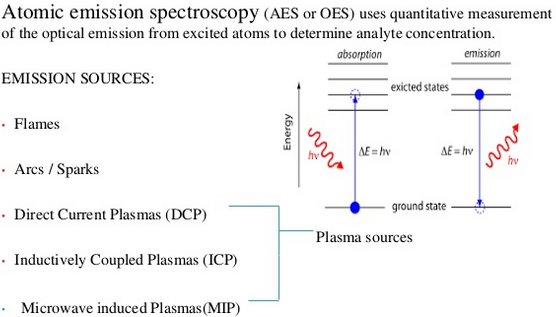 Atomic emission spectroscopy (AES or OES) uses quantitative measurement
of the optical emission from excited atoms to determine analyte concentration.
EMISSION SOURCES:
· Flames
· Arcs / Sparks
· Direct Current Plasmas (DCP)
· Inductively Coupled Plasmas (ICP)
· Microwave induced Plasmas(MIP)
absorption
emission
exicted states
Energy
hν
ΔE = hν
ΔE = hν
hν
ground state
Plasma sources